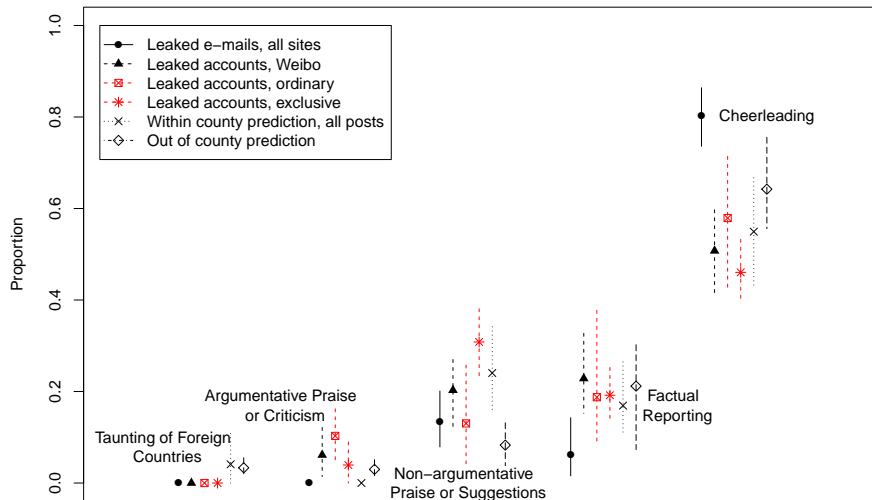 1.0
0.8
0.6
0.4
0.2
0.0
Proportion
Leaked e−mails, all sites
Leaked accounts, Weibo
Leaked accounts, ordinary
Leaked accounts, exclusive
Within county prediction, all posts
Out of county prediction
Cheerleading
Argumentative Praise
or Criticism
Taunting of Foreign
Countries
Non−argumentative
Praise or Suggestions
Factual
Reporting